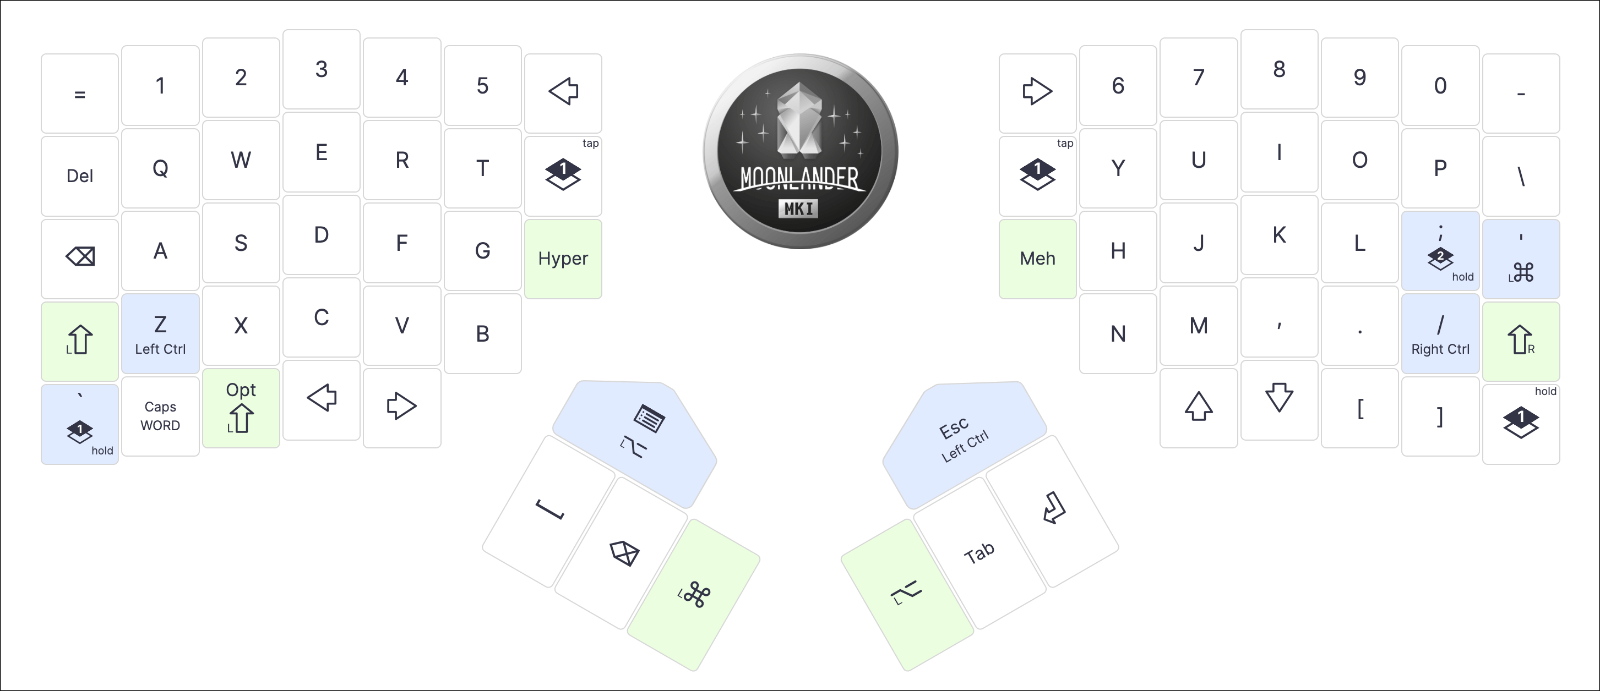 = 1 2 3 4 5
6 7 8 9 0 -
Del Q W E R T tap 1
tap 1 Y U I O P \
A S D F G Hyper
Meh H J K L ; 2 hold ' L
L Z Left Ctrl X C V B
N M , . / Right Ctrl R
` 1 hold Caps WORD Opt L
[ ] hold 1
MOONLANDER
MKI
L
Esc
Left Ctrl
Tab
L
L